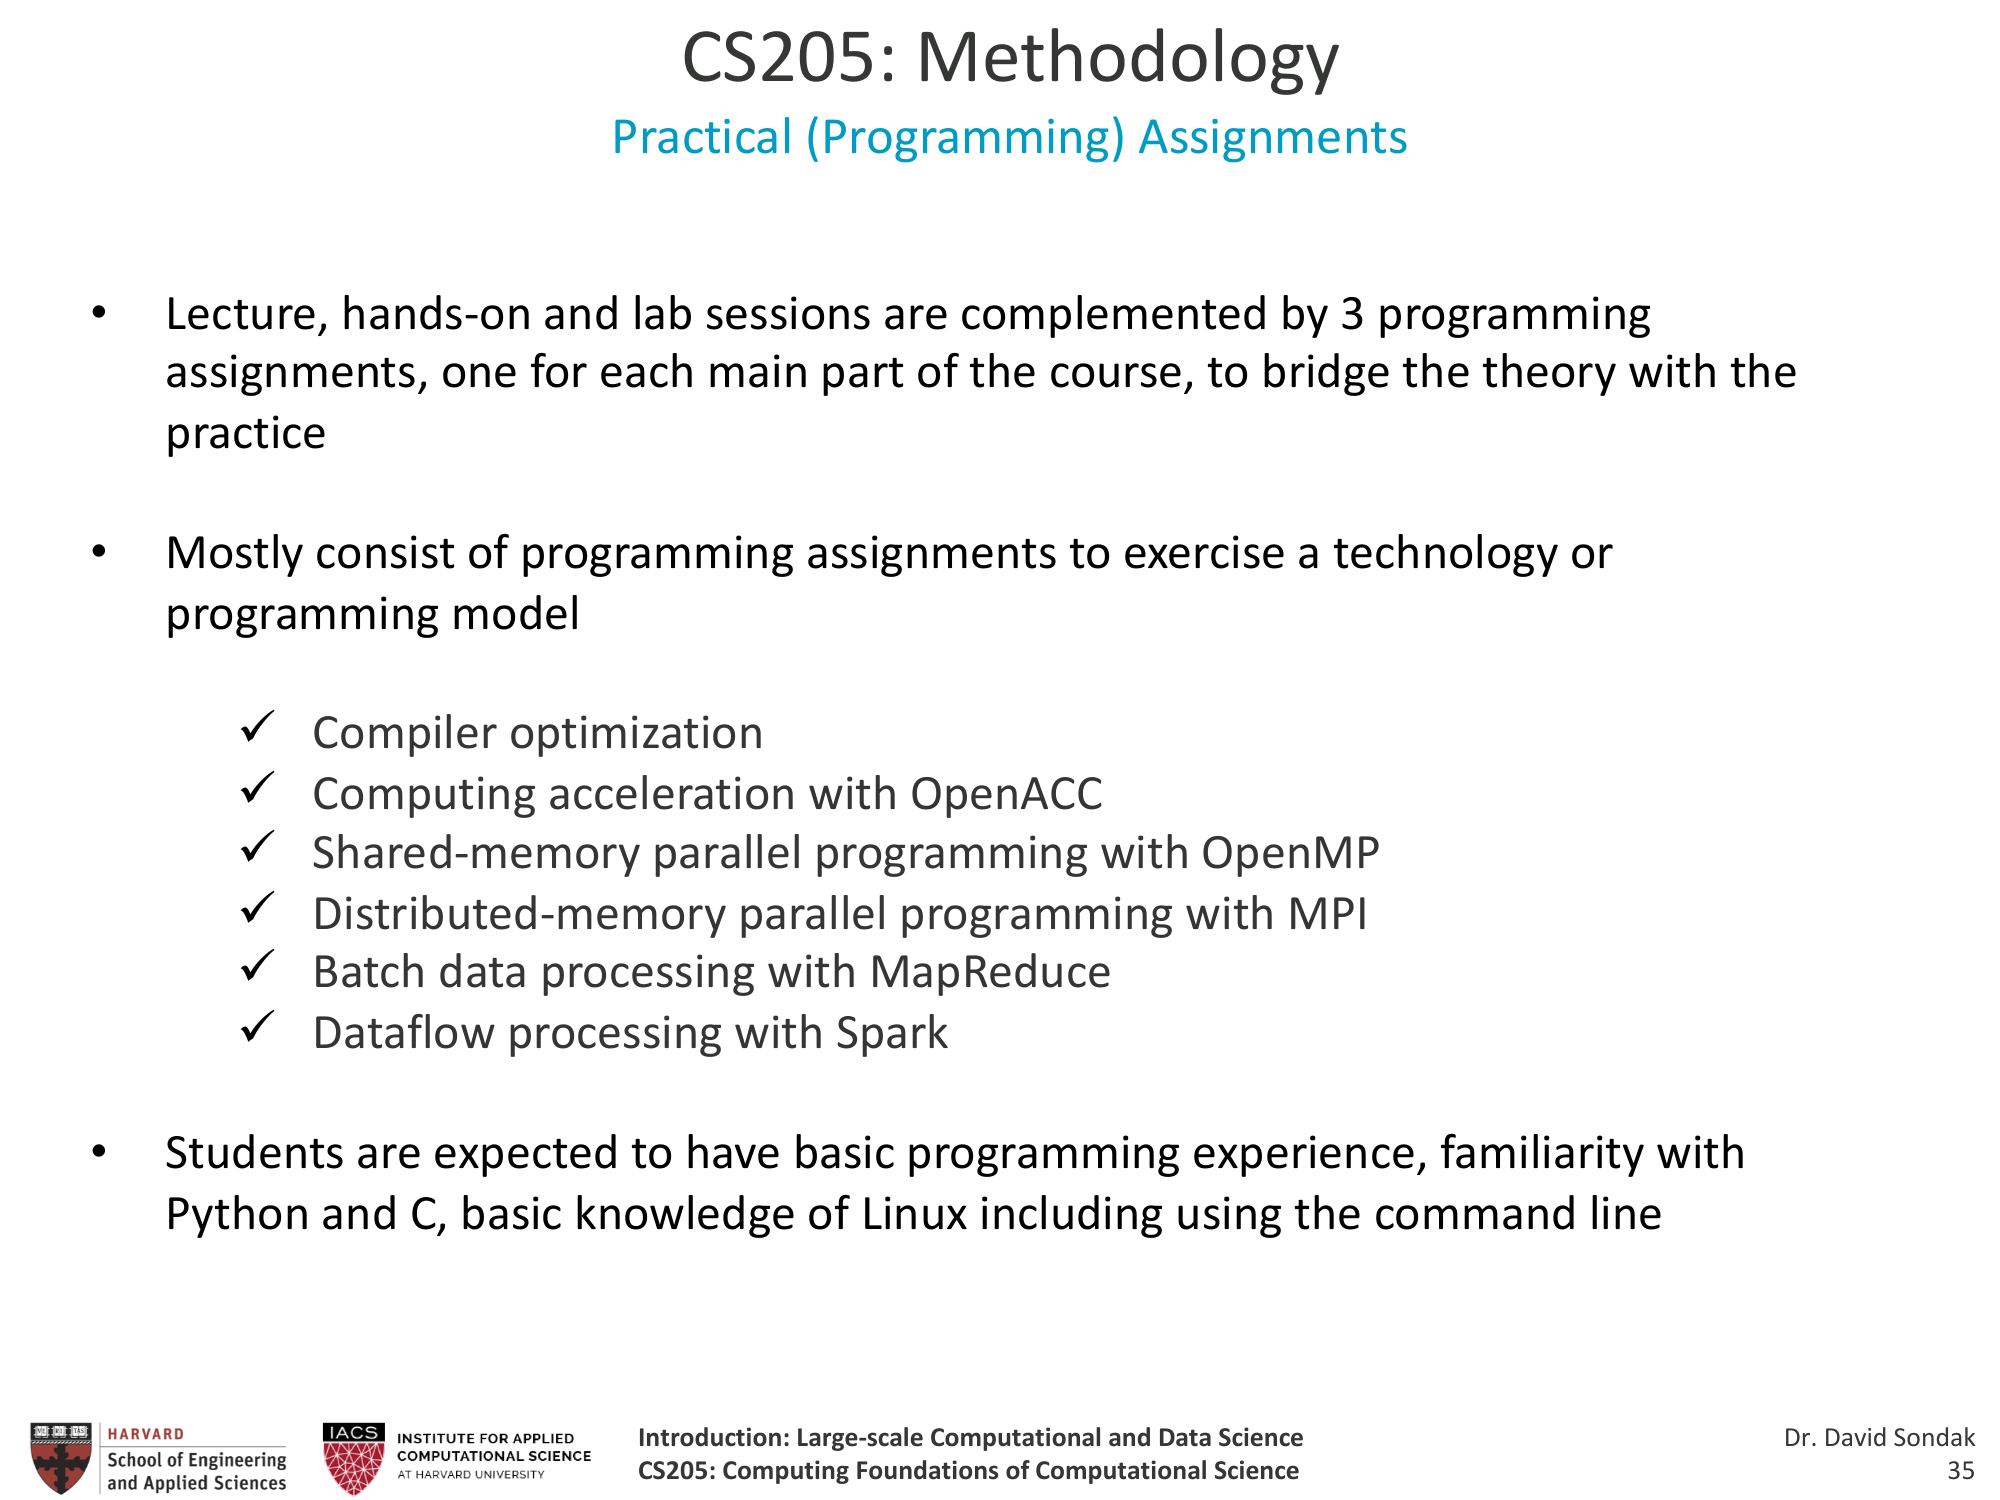 CS205: Methodology
Practical (Programming) Assignments
• Lecture, hands-on and lab sessions are complemented by 3 programming
assignments, one for each main part of the course, to bridge the theory with the
practice
• Mostly consist of programming assignments to exercise a technology or
programming model
✓ Compiler optimization
✓ Computing acceleration with OpenACC
✓ Shared-memory parallel programming with OpenMP
✓ Distributed-memory parallel programming with MPI
✓ Batch data processing with MapReduce
✓ Dataflow processing with Spark
• Students are expected to have basic programming experience, familiarity with
Python and C, basic knowledge of Linux including using the command line
HARVARD
School of Engineering
and Applied Sciences
IACS
INSTITUTE FOR APPLIED
COMPUTATIONAL SCIENCE
AT HARVARD UNIVERSITY
Introduction: Large-scale Computational and Data Science
CS205: Computing Foundations of Computational Science
Dr. David Sondak
35